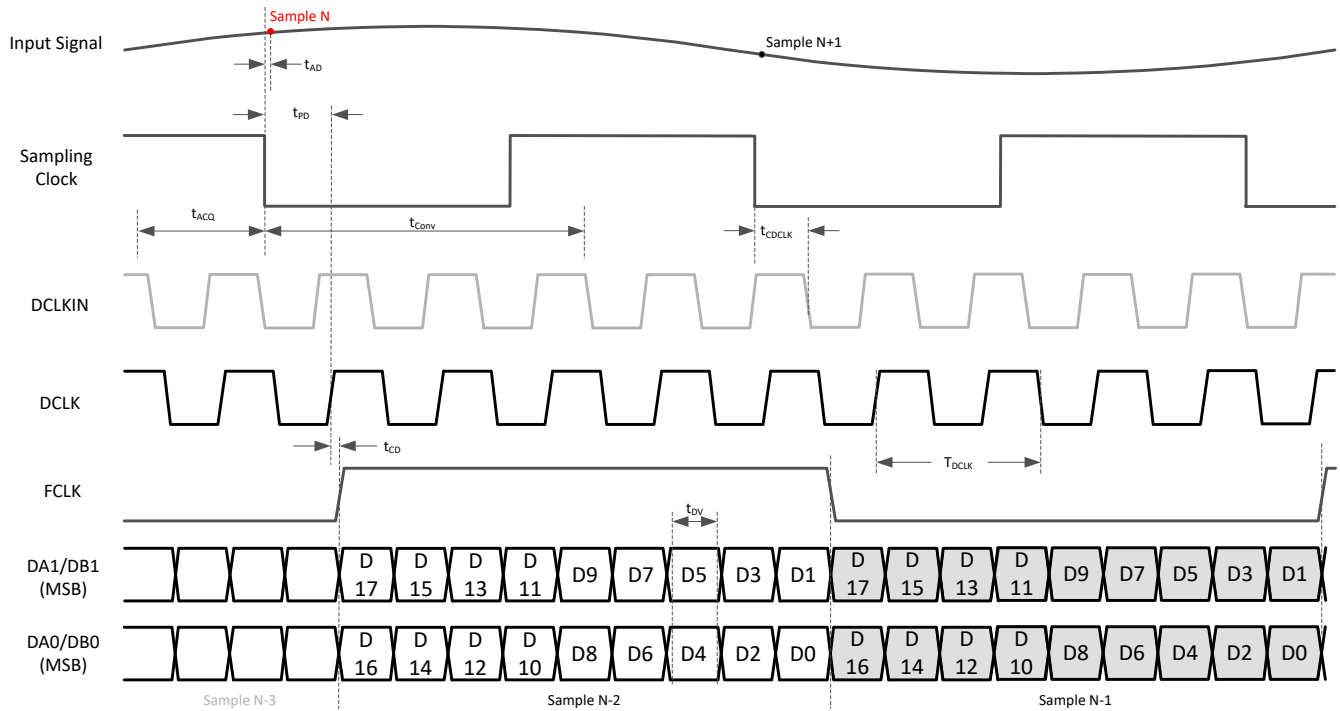 Sample N
Input Signal
Sample N+1
tAD
tPD
Sampling
Clock
tACQ
tConv
tCDCLK
DCLKIN
DCLK
tCD
TDCLK
FCLK
tDV
DA1/DB1
(MSB)
D
17
D
15
D
13
D
11
D9
D7
D5
D3
D1
D
17
D
15
D
13
D
11
D9
D7
D5
D3
D1
DA0/DB0
(MSB)
D
16
D
14
D
12
D
10
D8
D6
D4
D2
D0
D
16
D
14
D
12
D
10
D8
D6
D4
D2
D0
Sample N-3
Sample N-2
Sample N-1